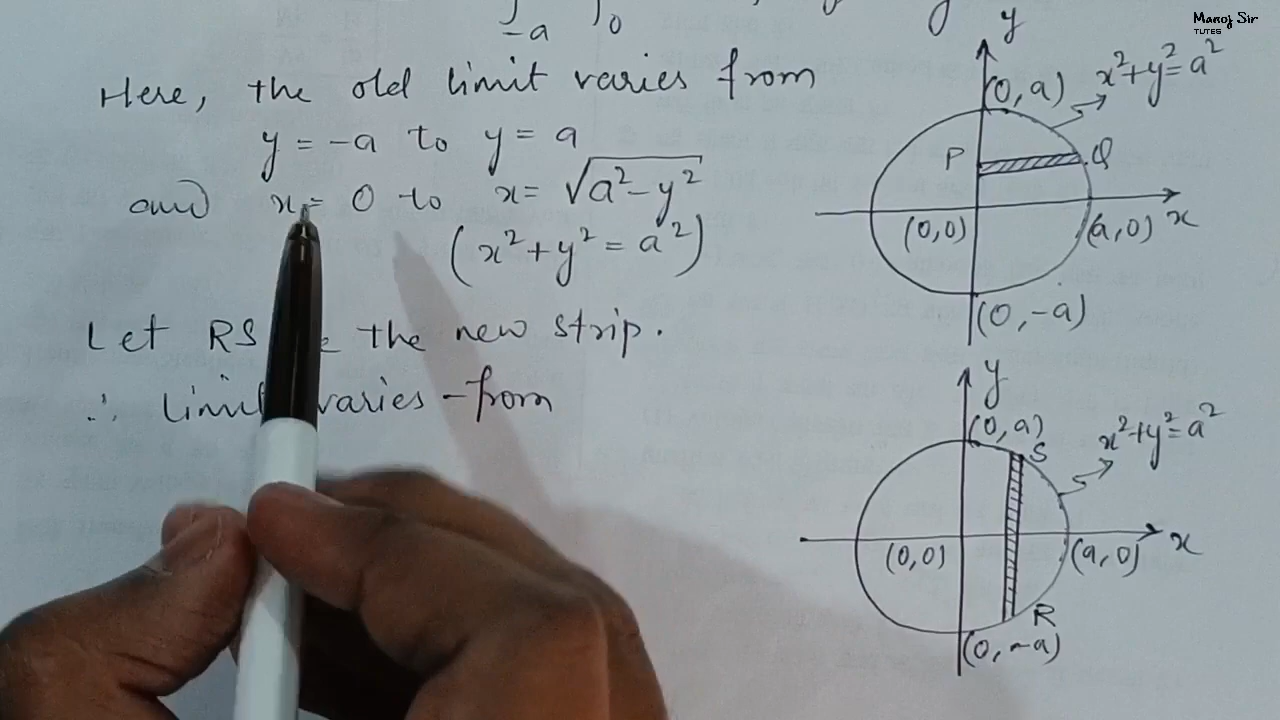 ∫₋ₐ ∫₀
Manoj Sir
TUTES
Here, the old limit varies from
y = -a to y = a
and x = 0 to x = √(a² - y²)
(x² + y² = a²)
Let RS the new strip.
∴ limit varies from
y
(0, a)
x² + y² = a²
P
Q
(0,0)
(a, 0)
x
(0, -a)
y
(0, a)
S
x² + y² = a²
(0,0)
(a, 0)
x
R
(0, -a)